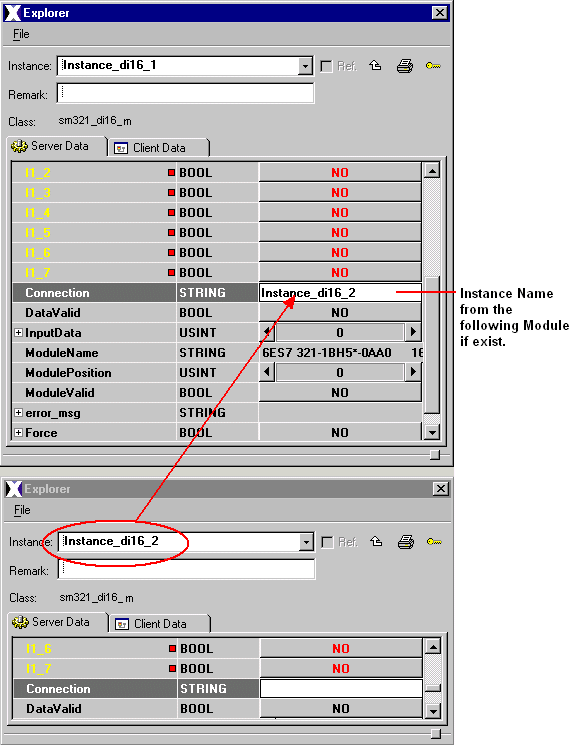 Explorer
File
Instance: Instance_di16_1 Ref.
Remark:
Class: sm321_di16_m
Server Data Client Data
I1_2 BOOL NO
I1_3 BOOL NO
I1_4 BOOL NO
I1_5 BOOL NO
I1_6 BOOL NO
I1_7 BOOL NO
Connection STRING Instance_di16_2
DataValid BOOL NO
InputData USINT 0
ModuleName STRING 6ES7 321-1BH5*-0AA0 16
ModulePosition USINT 0
ModuleValid BOOL NO
error_msg STRING
Force BOOL NO
Instance Name
from the
following Module
if exist.
Explorer
File
Instance: Instance_di16_2 Ref.
Remark:
Class: sm321_di16_m
Server Data Client Data
I1_6 BOOL NO
I1_7 BOOL NO
Connection STRING
DataValid BOOL NO